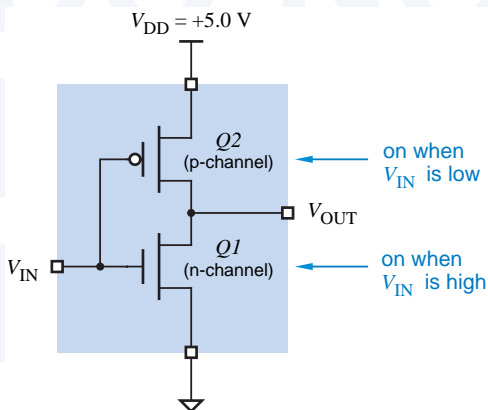 V_DD = +5.0 V
Q2
(p-channel)
on when
V_IN is low
V_OUT
V_IN
Q1
(n-channel)
on when
V_IN is high